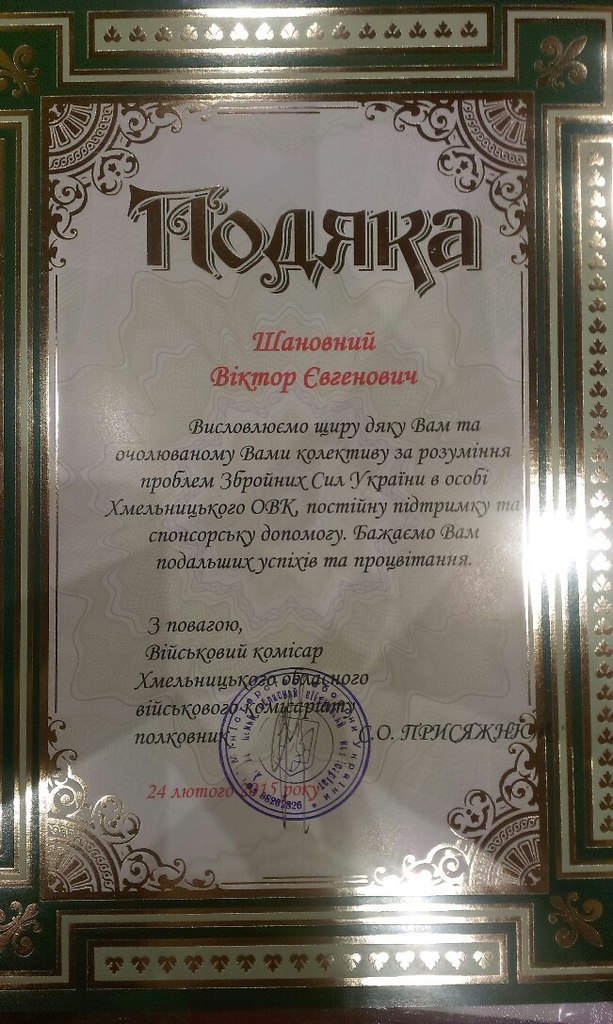 Подяка
Шановний
Віктор Євгенович
Висловлюємо щиру дяку Вам та
очолюваному Вами колективу за розуміння
проблем Збройних Сил України в особі
Хмельницького ОВК, постійну підтримку та
спонсорську допомогу. Бажаємо Вам
подальших успіхів та процвітання.
З повагою,
Військовий комісар
Хмельницького обласного
військового комісаріату
полковник С.О. ПРИСЯЖНЮК
24 лютого 2015 року